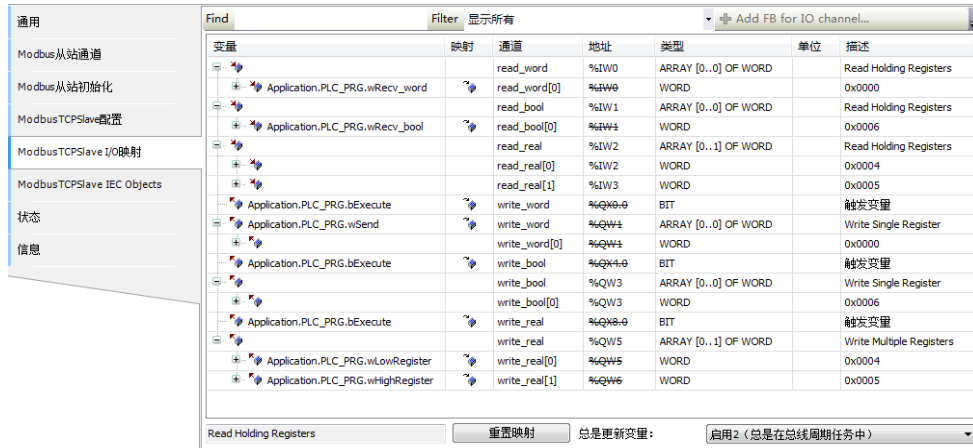 通用
Modbus从站通道
Modbus从站初始化
ModbusTCPSlave配置
ModbusTCPSlave I/O映射
ModbusTCPSlave IEC Objects
状态
信息
Find Filter 显示所有 Add FB for IO channel...
变量 映射 通道 地址 类型 单位 描述
read_word %IW0 ARRAY [0..0] OF WORD Read Holding Registers
Application.PLC_PRG.wRecv_word read_word[0] %IW0 WORD 0x0000
read_bool %IW1 ARRAY [0..0] OF WORD Read Holding Registers
Application.PLC_PRG.wRecv_bool read_bool[0] %IW1 WORD 0x0006
read_real %IW2 ARRAY [0..1] OF WORD Read Holding Registers
read_real[0] %IW2 WORD 0x0004
read_real[1] %IW3 WORD 0x0005
Application.PLC_PRG.bExecute write_word %QX0.0 BIT 触发变量
Application.PLC_PRG.wSend write_word %QW1 ARRAY [0..0] OF WORD Write Single Register
write_word[0] %QW1 WORD 0x0000
Application.PLC_PRG.bExecute write_bool %QX4.0 BIT 触发变量
write_bool %QW3 ARRAY [0..0] OF WORD Write Single Register
write_bool[0] %QW3 WORD 0x0006
Application.PLC_PRG.bExecute write_real %QX8.0 BIT 触发变量
write_real %QW5 ARRAY [0..1] OF WORD Write Multiple Registers
Application.PLC_PRG.wLowRegister write_real[0] %QW5 WORD 0x0004
Application.PLC_PRG.wHighRegister write_real[1] %QW6 WORD 0x0005
Read Holding Registers 重置映射 总是更新变量： 启用2（总是在总线周期任务中）